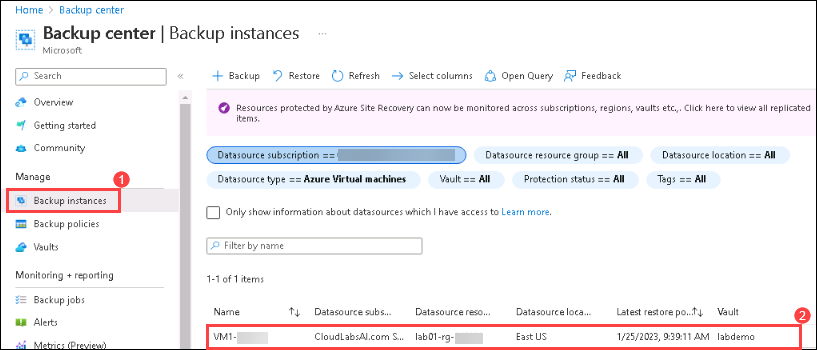 Home > Backup center >
Backup center | Backup instances ...
Microsoft
Search «
+ Backup Restore Refresh → Select columns Open Query Feedback
Overview
Getting started
Community
Resources protected by Azure Site Recovery can now be monitored across subscriptions, regions, vaults etc,. Click here to view all replicated
items.
Datasource subscription == Datasource resource group == All Datasource location == All
Datasource type == Azure Virtual machines Vault == All Protection status == All Tags == All
Manage
1
Backup instances
Backup policies
Vaults
Only show information about datasources which I have access to Learn more.
Filter by name
Monitoring + reporting
1-1 of 1 items
Backup jobs
Alerts
Metrics (Preview)
Name ↑↓ Datasource subs... Datasource reso... Datasource loca... Latest restore po...↑↓ Vault
2
VM1- CloudLabsAI.com S... lab01-rg- East US 1/25/2023, 9:39:11 AM labdemo